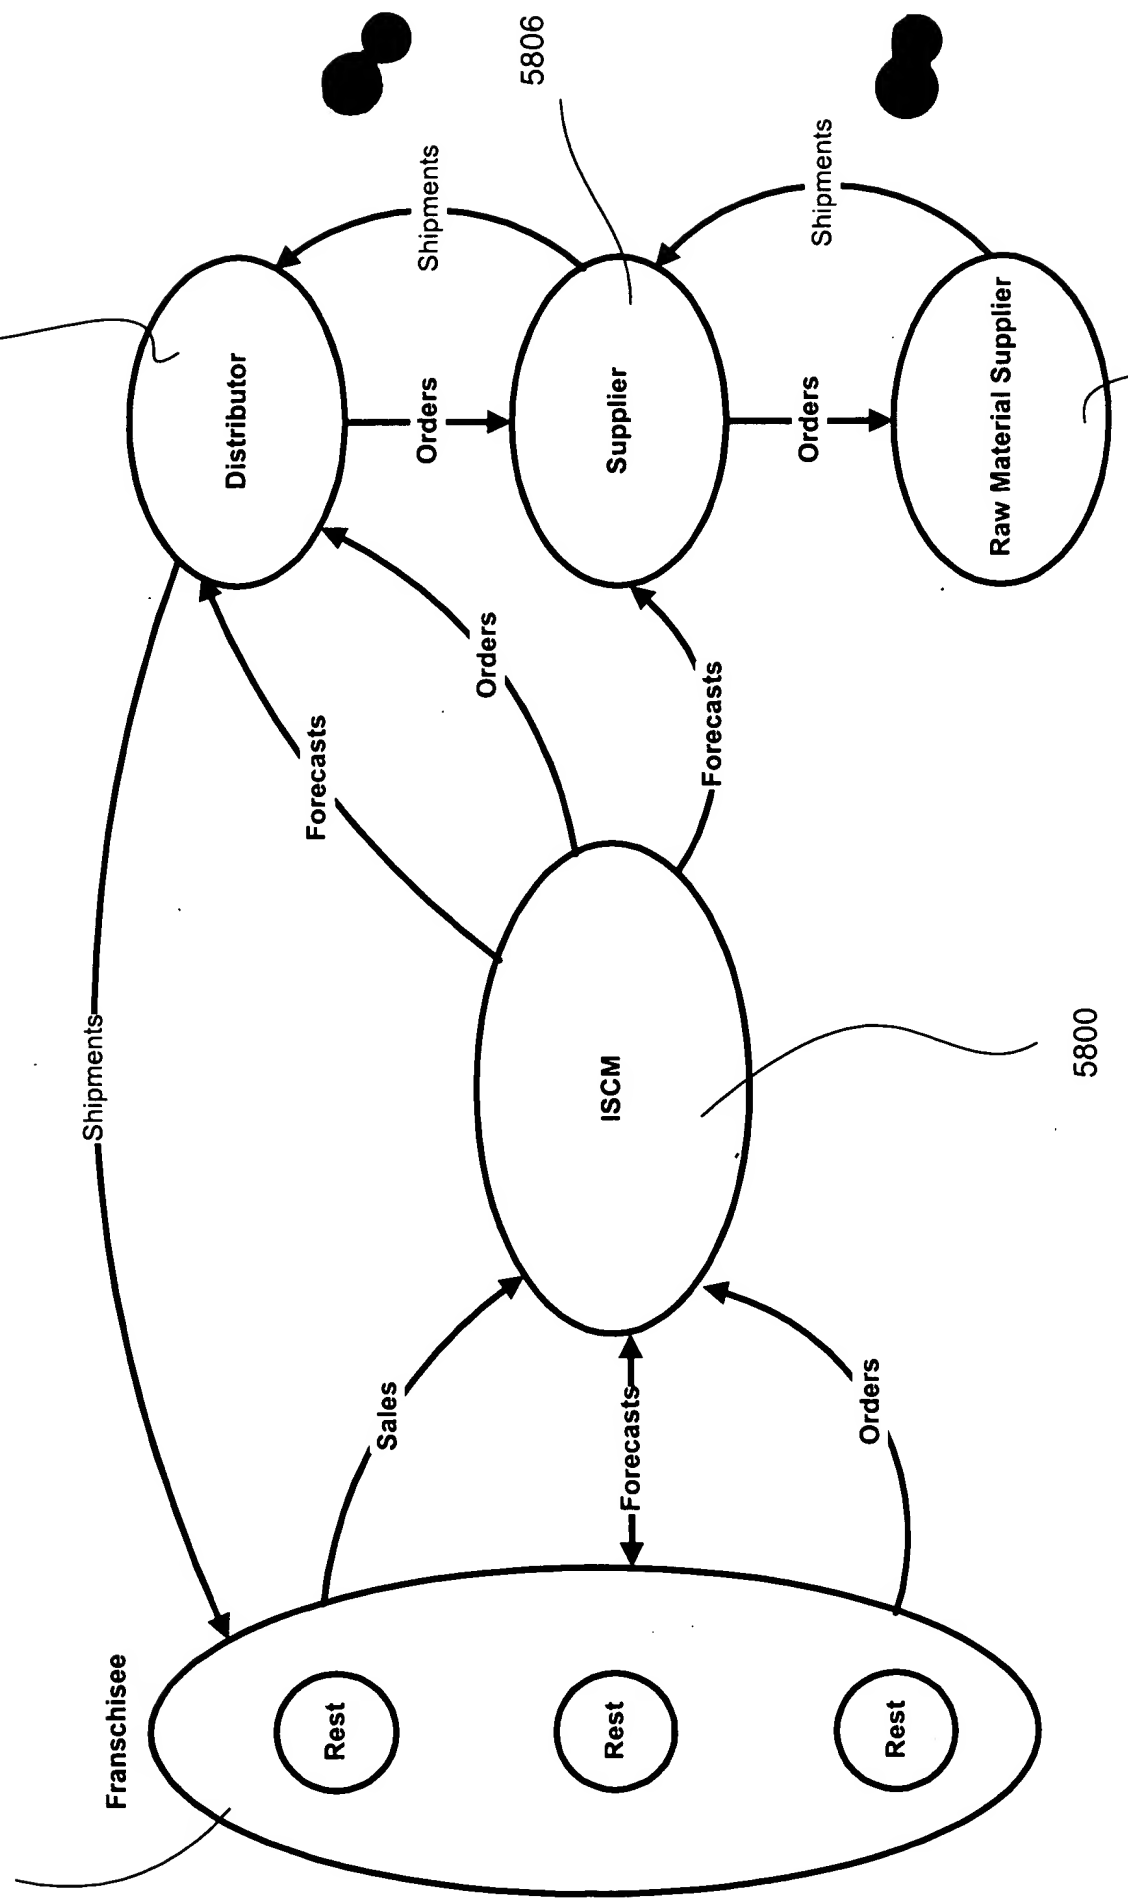 Franschisee
Rest
Rest
Rest
Shipments
Sales
Forecasts
Orders
ISCM
5800
Forecasts
Orders
Forecasts
Distributor
Orders
Shipments
Supplier
5806
Orders
Shipments
Raw Material Supplier